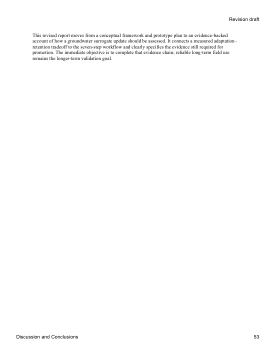 Revision draft
This revised report moves from a conceptual framework and prototype plan to an evidence-backed
account of how a groundwater surrogate update should be assessed. It connects a measured adaptation–
retention tradeoff to the seven-step workflow and clearly specifies the evidence still required for
promotion. The immediate objective is to complete that evidence chain; reliable long-term field use
remains the longer-term validation goal.
Discussion and Conclusions
53